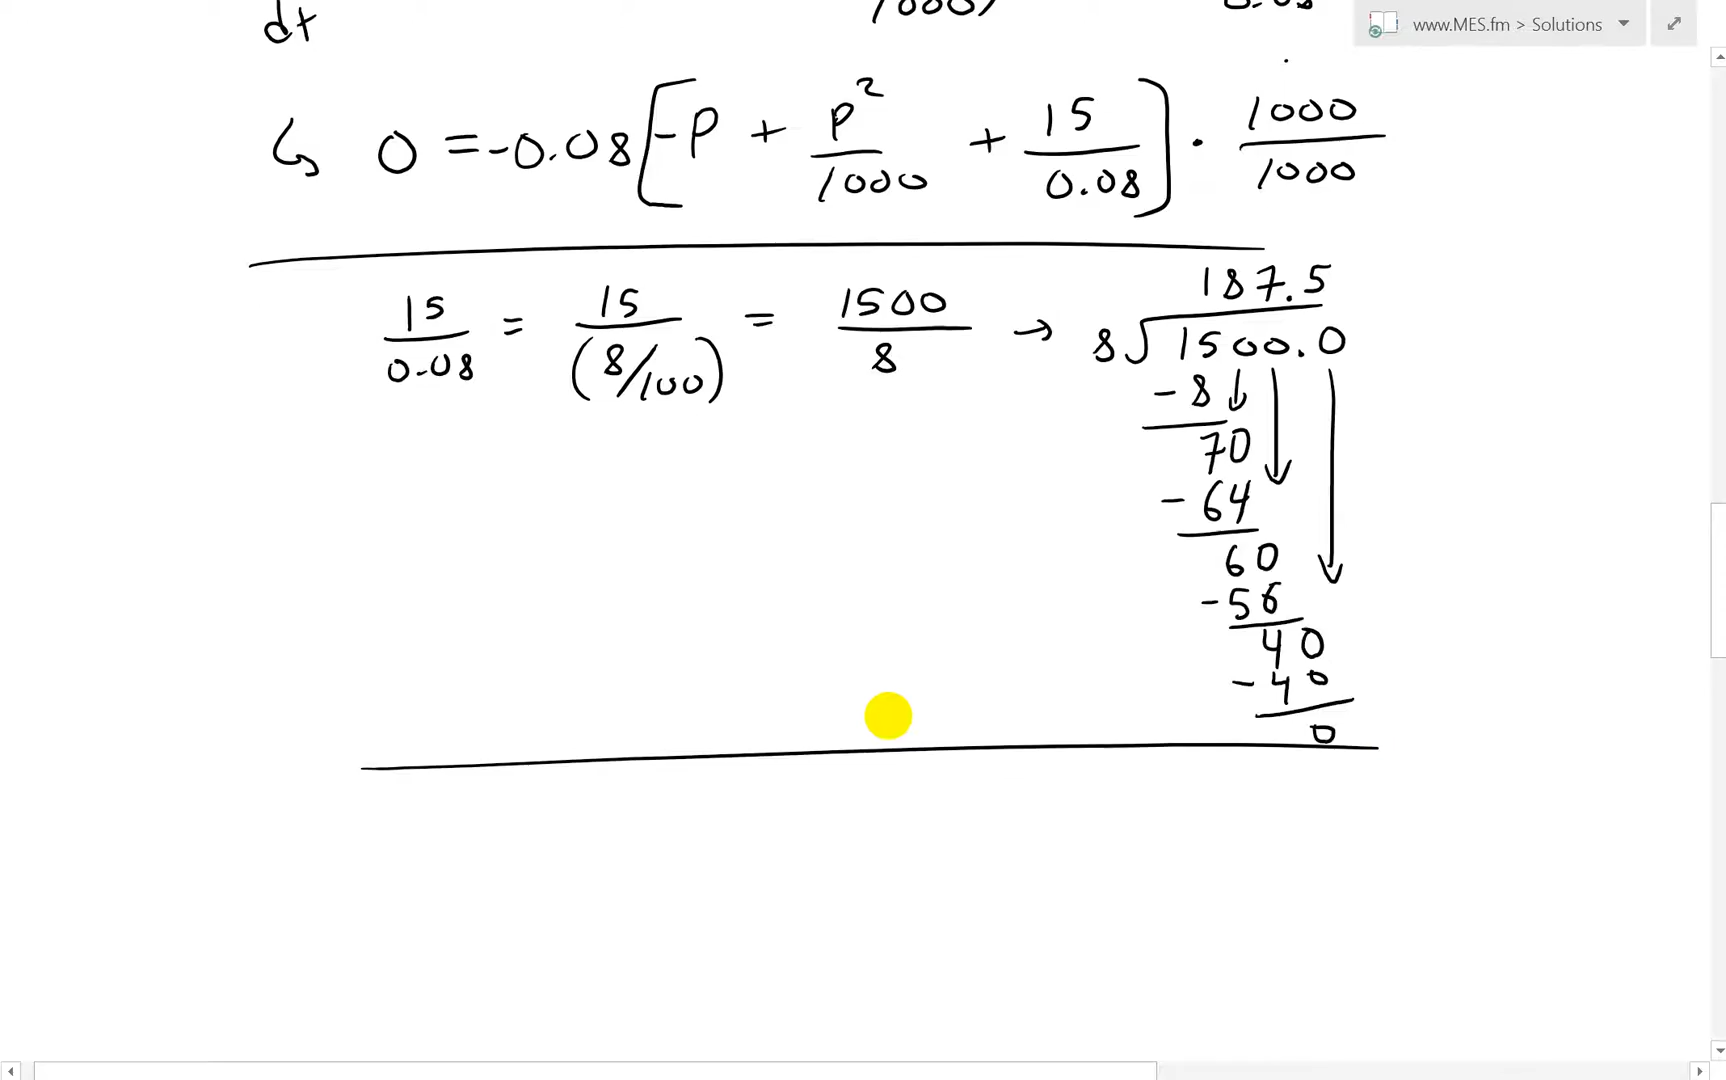 www.MES.fm > Solutions
dt
0 = -0.08 [ -P + P²/1000 + 15/0.08 ] · 1000/1000
15/0.08 = 15/(8/100) = 1500/8 → 8√1500.0
187.5
- 8
70
- 64
60
- 56
40
- 40
0